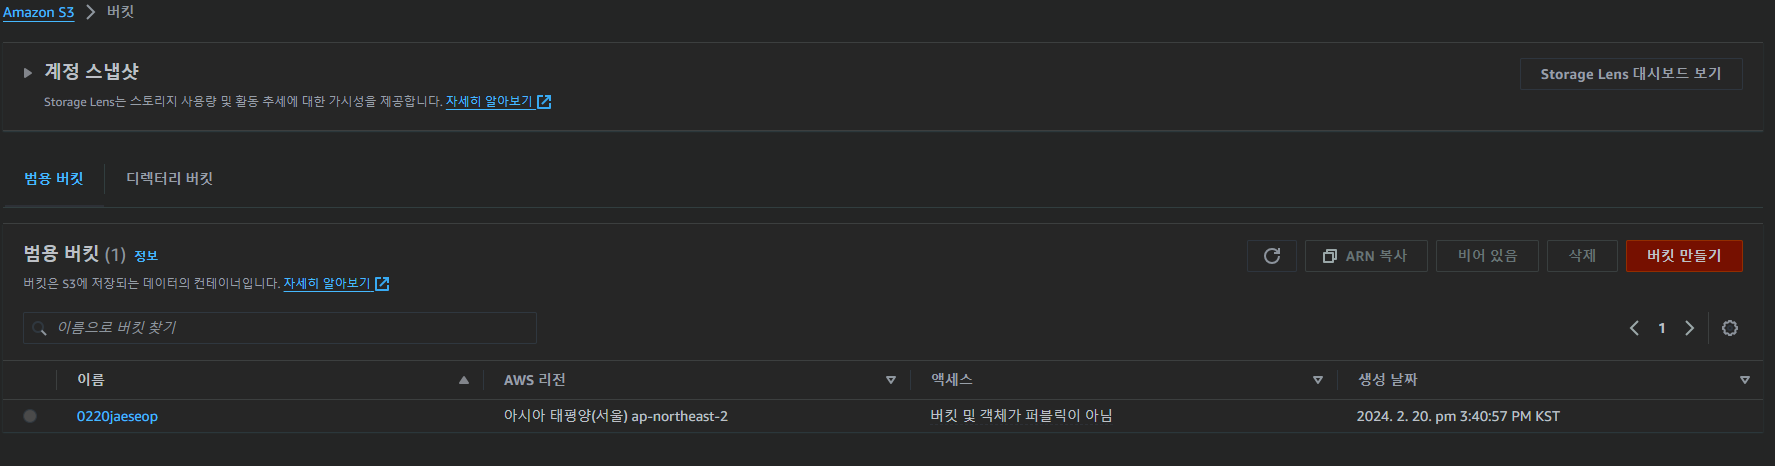 Amazon S3 > 버킷
계정 스냅샷
Storage Lens 대시보드 보기
Storage Lens는 스토리지 사용량 및 활동 추세에 대한 가시성을 제공합니다. 자세히 알아보기
범용 버킷 디렉터리 버킷
범용 버킷 (1) 정보
ARN 복사 비어 있음 삭제 버킷 만들기
버킷은 S3에 저장되는 데이터의 컨테이너입니다. 자세히 알아보기
이름으로 버킷 찾기
1
이름 AWS 리전 액세스 생성 날짜
0220jaeseop 아시아 태평양(서울) ap-northeast-2 버킷 및 객체가 퍼블릭이 아님 2024. 2. 20. pm 3:40:57 PM KST